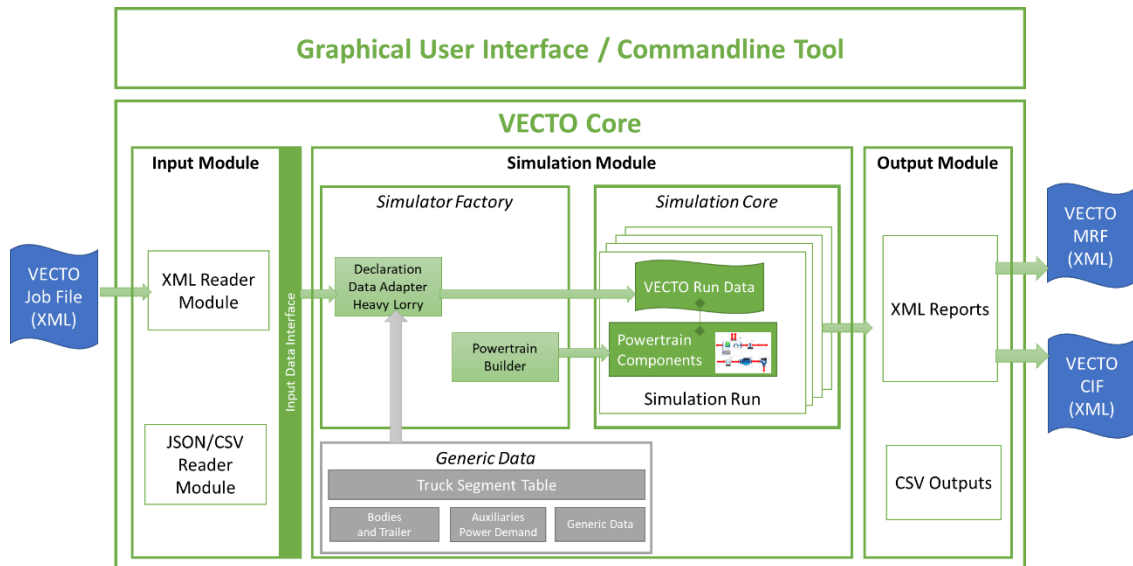 Graphical User Interface / Commandline Tool
VECTO Core
Input Module
Simulation Module
Output Module
Simulator Factory
Simulation Core
VECTO
Job File
(XML)
XML Reader
Module
JSON/CSV
Reader
Module
Input Data Interface
Declaration
Data Adapter
Heavy Lorry
Powertrain
Builder
VECTO Run Data
Powertrain
Components
Simulation Run
Generic Data
Truck Segment Table
Bodies
and Trailer
Auxiliaries
Power Demand
Generic Data
XML Reports
CSV Outputs
VECTO
MRF
(XML)
VECTO
CIF
(XML)